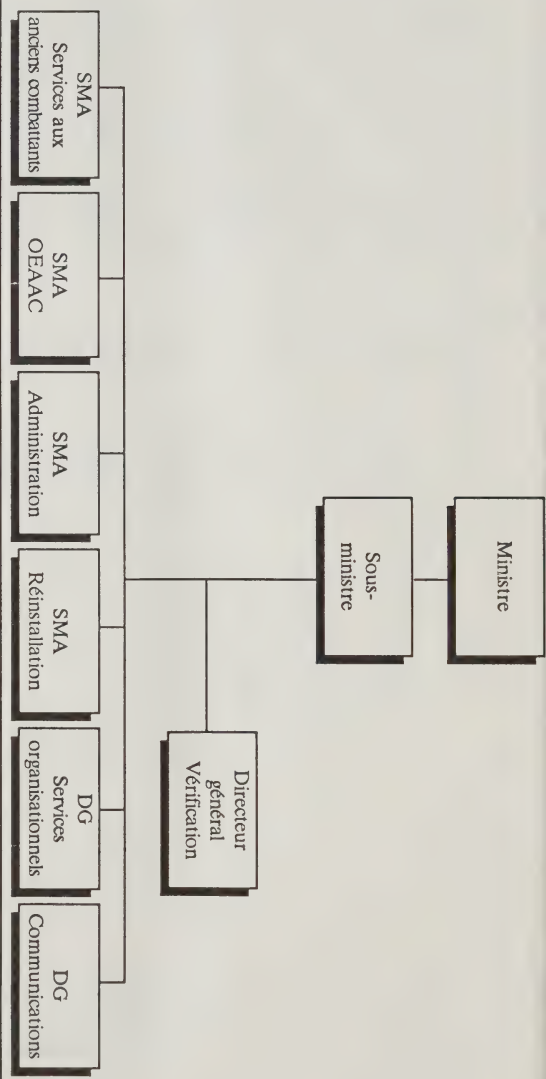 Ministre
Sous-
ministre
Directeur
général
Vérification
SMA
Services aux
anciens combattants
SMA
OEAAC
SMA
Administration
SMA
Réinstallation
DG
Services
organisationnels
DG
Communications